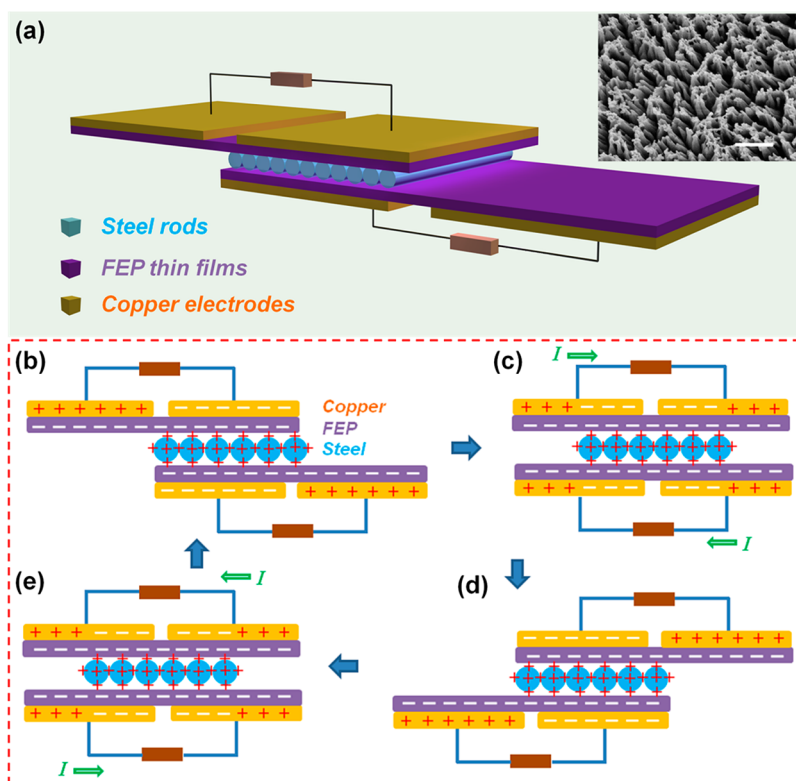 (a)
Steel rods
FEP thin films
Copper electrodes
(b)
Copper
FEP
Steel
(c)
I
I
(e)
I
I
(d)